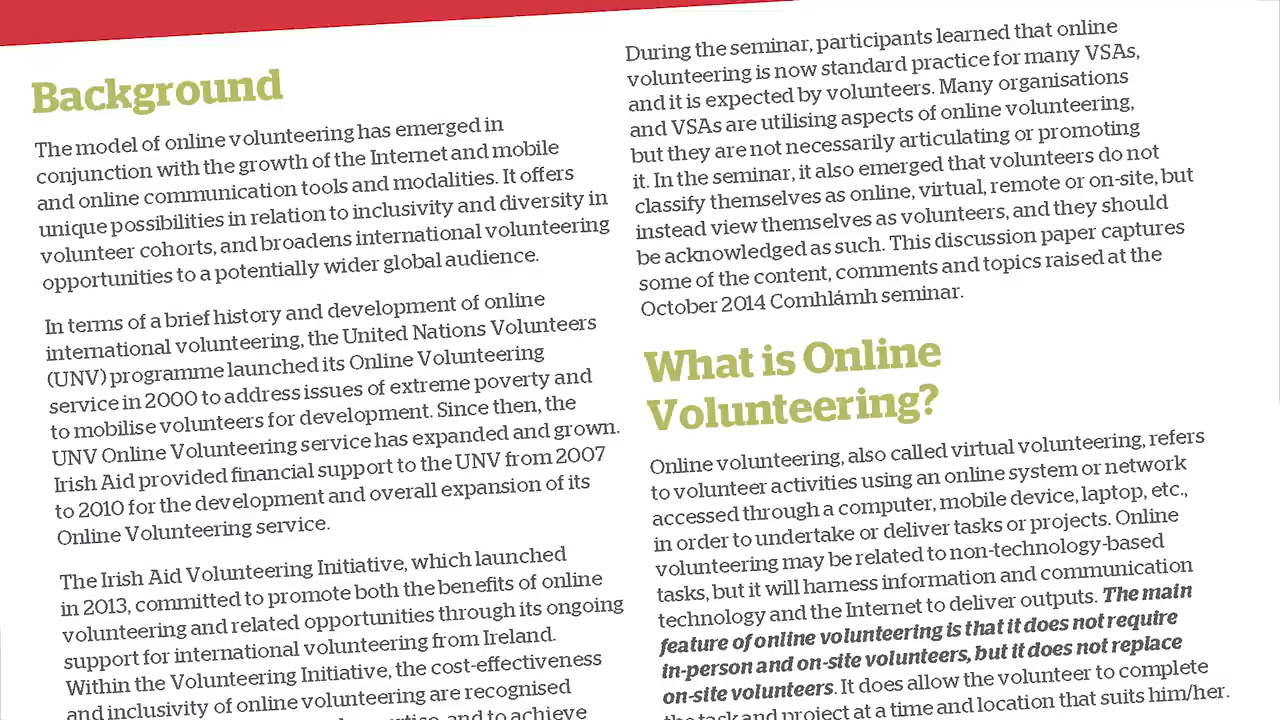 Background
The model of online volunteering has emerged in
conjunction with the growth of the Internet and mobile
and online communication tools and modalities. It offers
unique possibilities in relation to inclusivity and diversity in
volunteer cohorts, and broadens international volunteering
opportunities to a potentially wider global audience.
In terms of a brief history and development of online
international volunteering, the United Nations Volunteers
(UNV) programme launched its Online Volunteering
service in 2000 to address issues of extreme poverty and
to mobilise volunteers for development. Since then, the
UNV Online Volunteering service has expanded and grown.
Irish Aid provided financial support to the UNV from 2007
to 2010 for the development and overall expansion of its
Online Volunteering service.
The Irish Aid Volunteering Initiative, which launched
in 2013, committed to promote both the benefits of online
volunteering and related opportunities through its ongoing
support for international volunteering from Ireland.
Within the Volunteering Initiative, the cost-effectiveness
and inclusivity of online volunteering are recognised
and to achieve
During the seminar, participants learned that online
volunteering is now standard practice for many VSAs,
and it is expected by volunteers. Many organisations
and VSAs are utilising aspects of online volunteering,
but they are not necessarily articulating or promoting
it. In the seminar, it also emerged that volunteers do not
classify themselves as online, virtual, remote or on-site, but
instead view themselves as volunteers, and they should
be acknowledged as such. This discussion paper captures
some of the content, comments and topics raised at the
October 2014 Comhlámh seminar.
What is Online
Volunteering?
Online volunteering, also called virtual volunteering, refers
to volunteer activities using an online system or network
accessed through a computer, mobile device, laptop, etc.,
in order to undertake or deliver tasks or projects. Online
volunteering may be related to non-technology-based
tasks, but it will harness information and communication
technology and the Internet to deliver outputs. The main
feature of online volunteering is that it does not require
in-person and on-site volunteers, but it does not replace
on-site volunteers. It does allow the volunteer to complete
the task and project at a time and location that suits him/her.